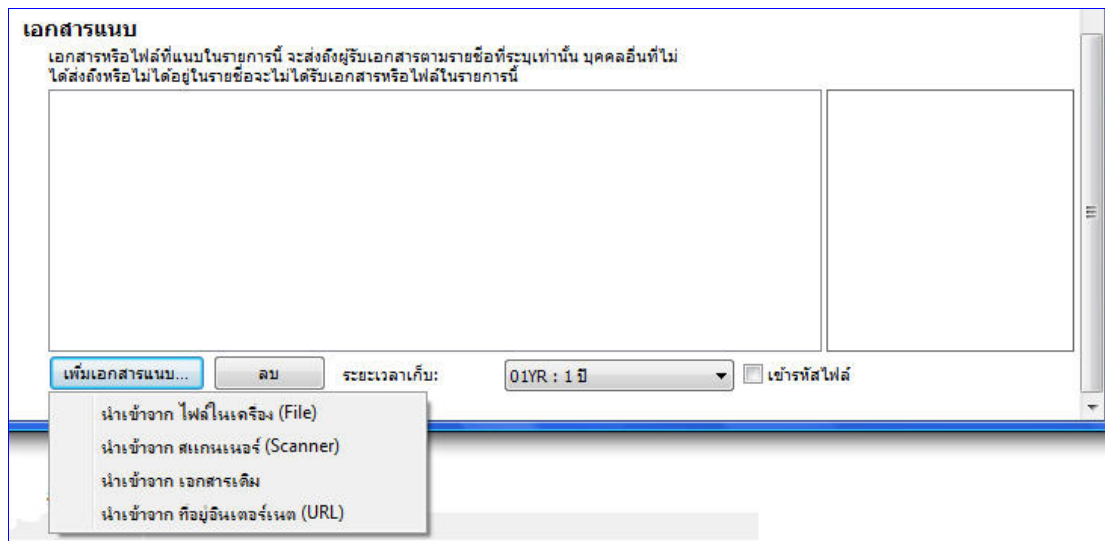 เอกสารแนบ
เอกสารหรือไฟล์ที่แนบในรายการนี้ จะส่งถึงผู้รับเอกสารตามรายชื่อที่ระบุเท่านั้น บุคคลอื่นที่ไม่
ได้ส่งถึงหรือไม่ได้อยู่ในรายชื่อจะไม่ได้รับเอกสารหรือไฟล์ในรายการนี้
เพิ่มเอกสารแนบ... ลบ ระยะเวลาเก็บ: 01YR : 1 ปี เข้ารหัสไฟล์
นำเข้าจาก ไฟล์ในเครื่อง (File)
นำเข้าจาก สแกนเนอร์ (Scanner)
นำเข้าจาก เอกสารเดิม
นำเข้าจาก ที่อยู่อินเตอร์เนต (URL)